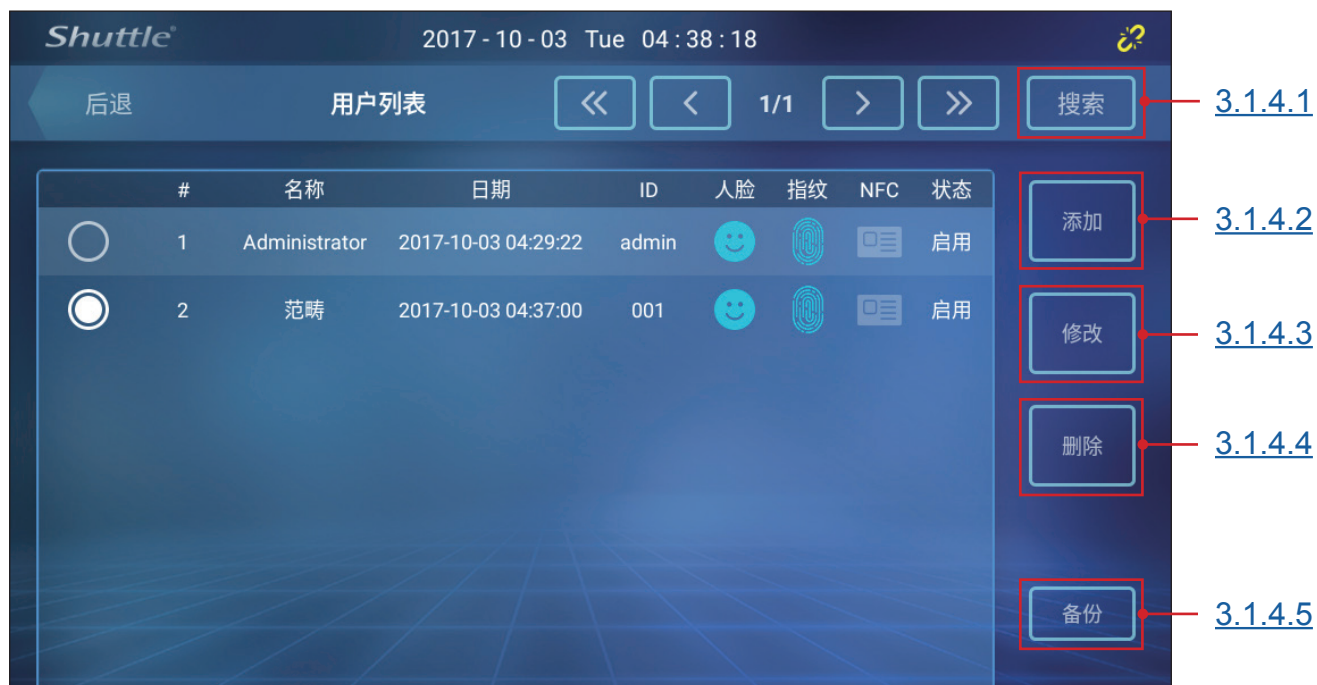 Shuttle® 2017-10-03 Tue 04:38:18
后退 用户列表 « < 1/1 > » 搜索 3.1.4.1
# 名称 日期 ID 人脸 指纹 NFC 状态
添加 3.1.4.2
1 Administrator 2017-10-03 04:29:22 admin 启用
2 范畴 2017-10-03 04:37:00 001 启用
修改 3.1.4.3
删除 3.1.4.4
备份 3.1.4.5